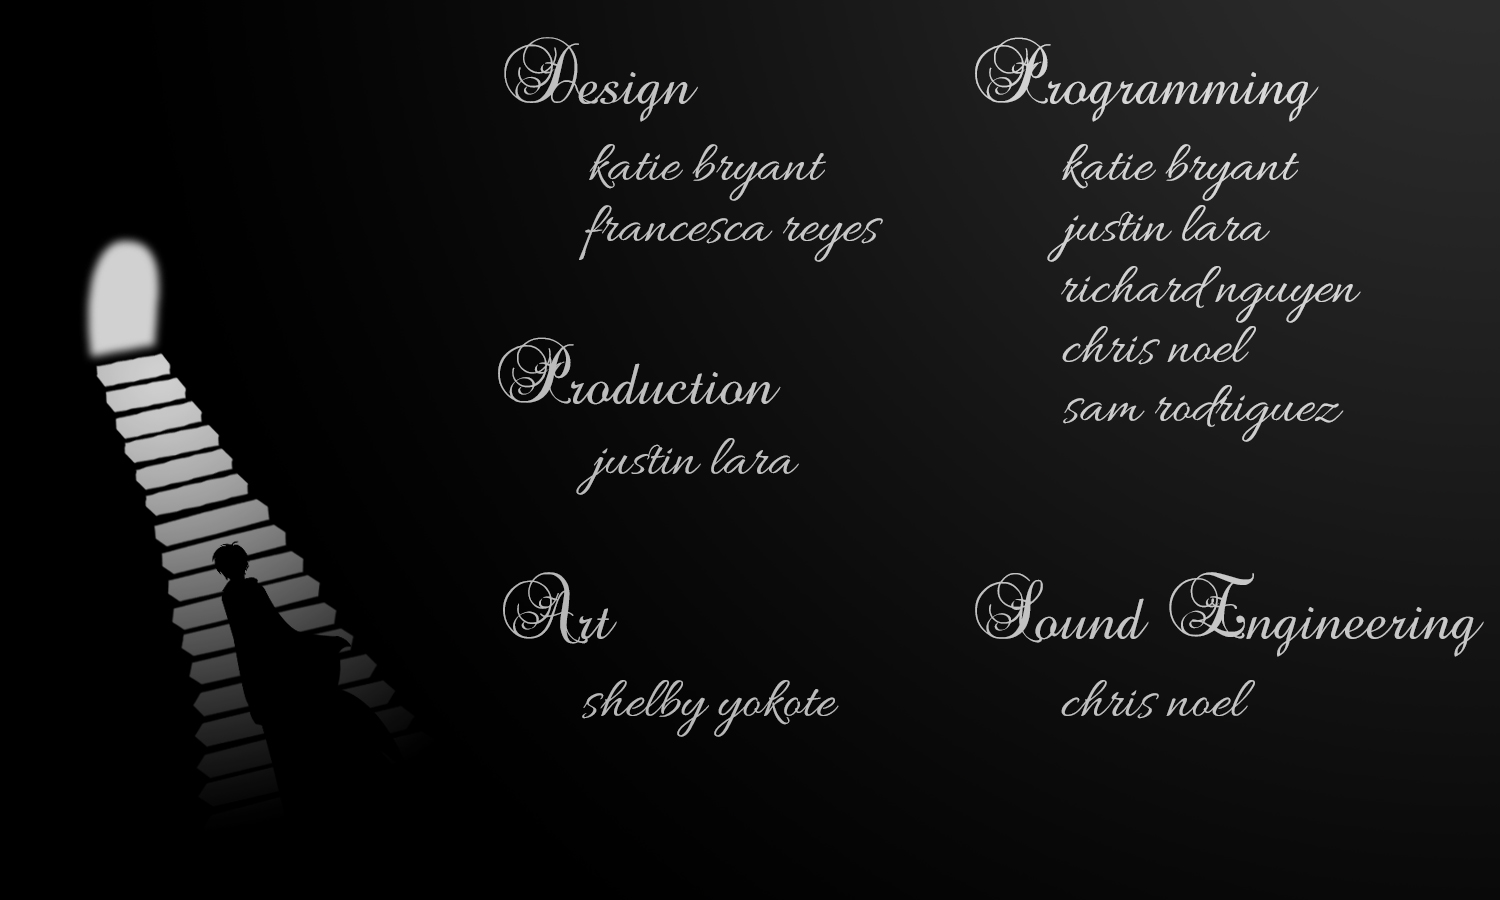 Design
katie bryant
francesca reyes
Production
justin lara
Art
shelby yokote
Programming
katie bryant
justin lara
richard nguyen
chris noel
sam rodriguez
Sound Engineering
chris noel